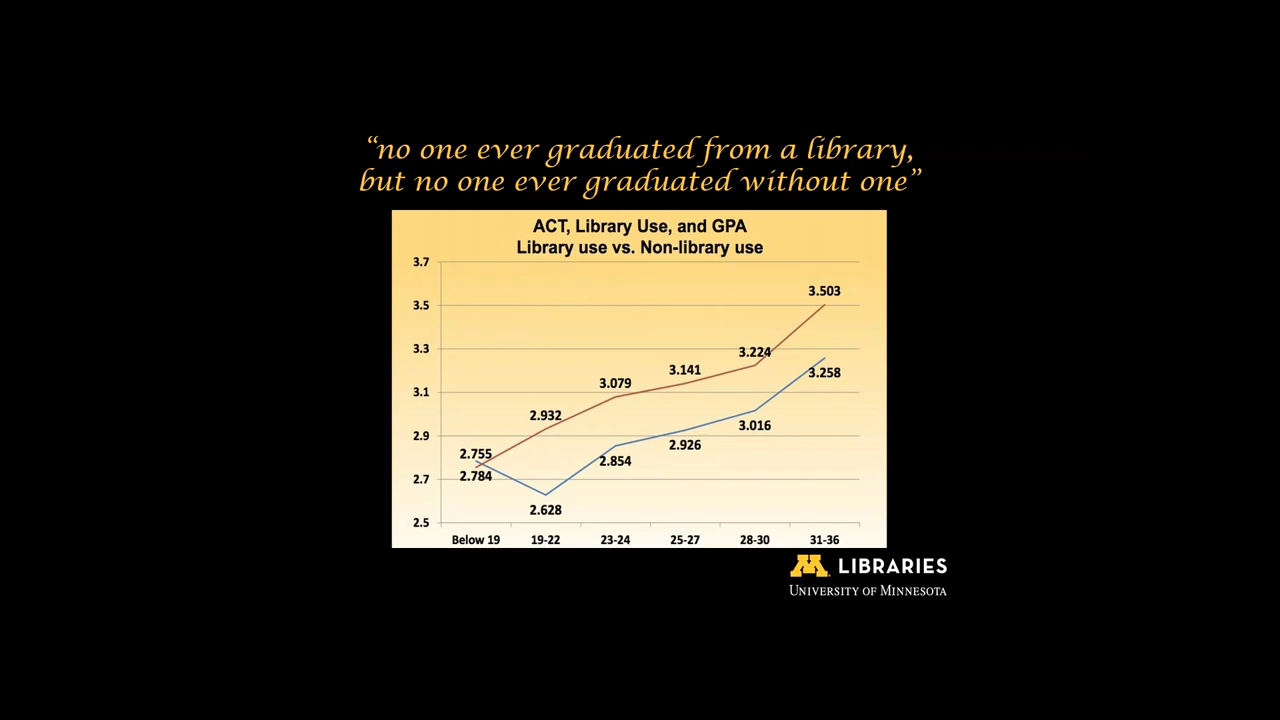 “no one ever graduated from a library,
but no one ever graduated without one”
ACT, Library Use, and GPA
Library use vs. Non-library use
3.7
3.5
3.3
3.1
2.9
2.7
2.5
2.755
2.784
2.932
2.628
3.079
2.854
3.141
2.926
3.224
3.016
3.503
3.258
Below 19 19-22 23-24 25-27 28-30 31-36
M LIBRARIES
UNIVERSITY OF MINNESOTA